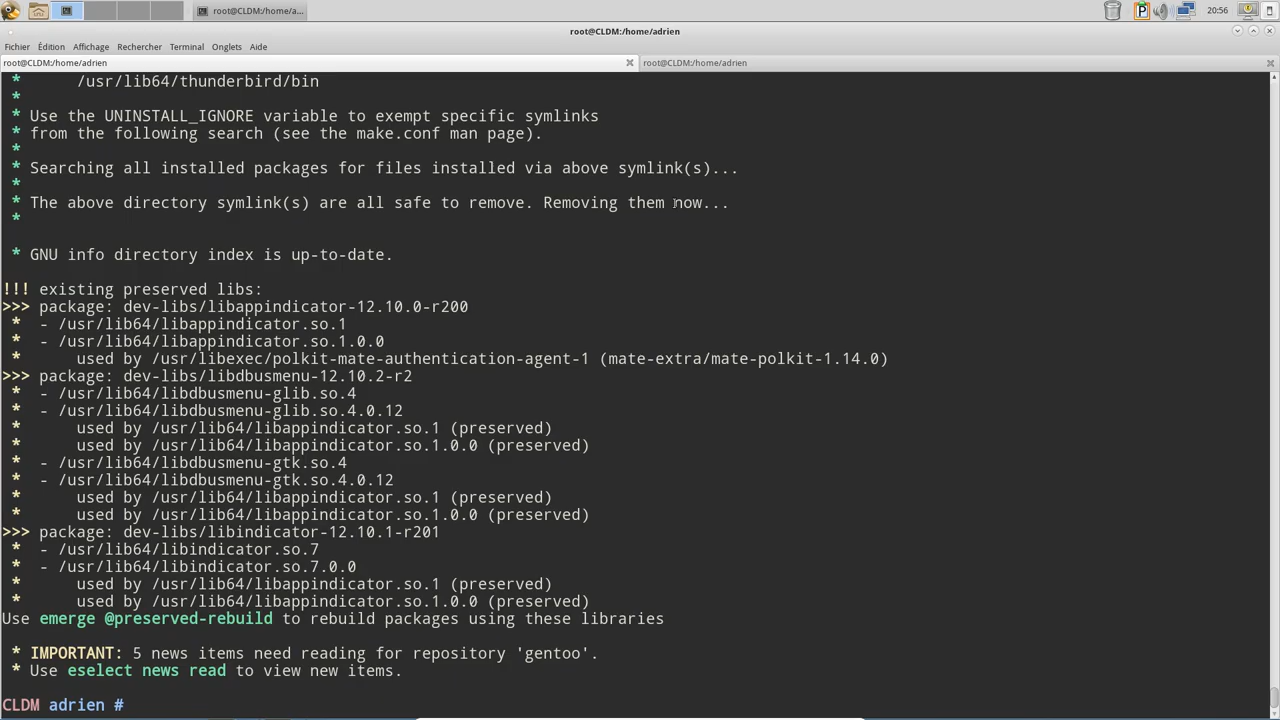 root@CLDM:/home/a...
P
20:56
root@CLDM:/home/adrien
Fichier Édition Affichage Rechercher Terminal Onglets Aide
root@CLDM:/home/adrien root@CLDM:/home/adrien
* /usr/lib64/thunderbird/bin
*
* Use the UNINSTALL_IGNORE variable to exempt specific symlinks
* from the following search (see the make.conf man page).
*
* Searching all installed packages for files installed via above symlink(s)...
*
* The above directory symlink(s) are all safe to remove. Removing them now...
*
* GNU info directory index is up-to-date.
!!! existing preserved libs:
>>> package: dev-libs/libappindicator-12.10.0-r200
* - /usr/lib64/libappindicator.so.1
* - /usr/lib64/libappindicator.so.1.0.0
* used by /usr/libexec/polkit-mate-authentication-agent-1 (mate-extra/mate-polkit-1.14.0)
>>> package: dev-libs/libdbusmenu-12.10.2-r2
* - /usr/lib64/libdbusmenu-glib.so.4
* - /usr/lib64/libdbusmenu-glib.so.4.0.12
* used by /usr/lib64/libappindicator.so.1 (preserved)
* used by /usr/lib64/libappindicator.so.1.0.0 (preserved)
* - /usr/lib64/libdbusmenu-gtk.so.4
* - /usr/lib64/libdbusmenu-gtk.so.4.0.12
* used by /usr/lib64/libappindicator.so.1 (preserved)
* used by /usr/lib64/libappindicator.so.1.0.0 (preserved)
>>> package: dev-libs/libindicator-12.10.1-r201
* - /usr/lib64/libindicator.so.7
* - /usr/lib64/libindicator.so.7.0.0
* used by /usr/lib64/libappindicator.so.1 (preserved)
* used by /usr/lib64/libappindicator.so.1.0.0 (preserved)
Use emerge @preserved-rebuild to rebuild packages using these libraries
* IMPORTANT: 5 news items need reading for repository 'gentoo'.
* Use eselect news read to view new items.
CLDM adrien #